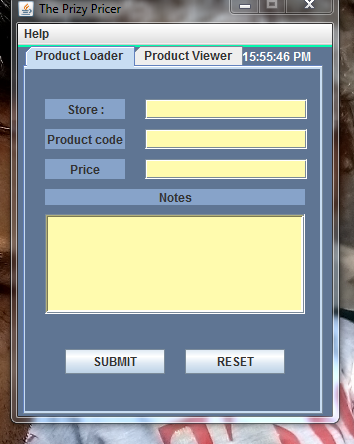 The Prizy Pricer
Help
Product Loader Product Viewer 15:55:46 PM
Store :
Product code
Price
Notes
SUBMIT RESET